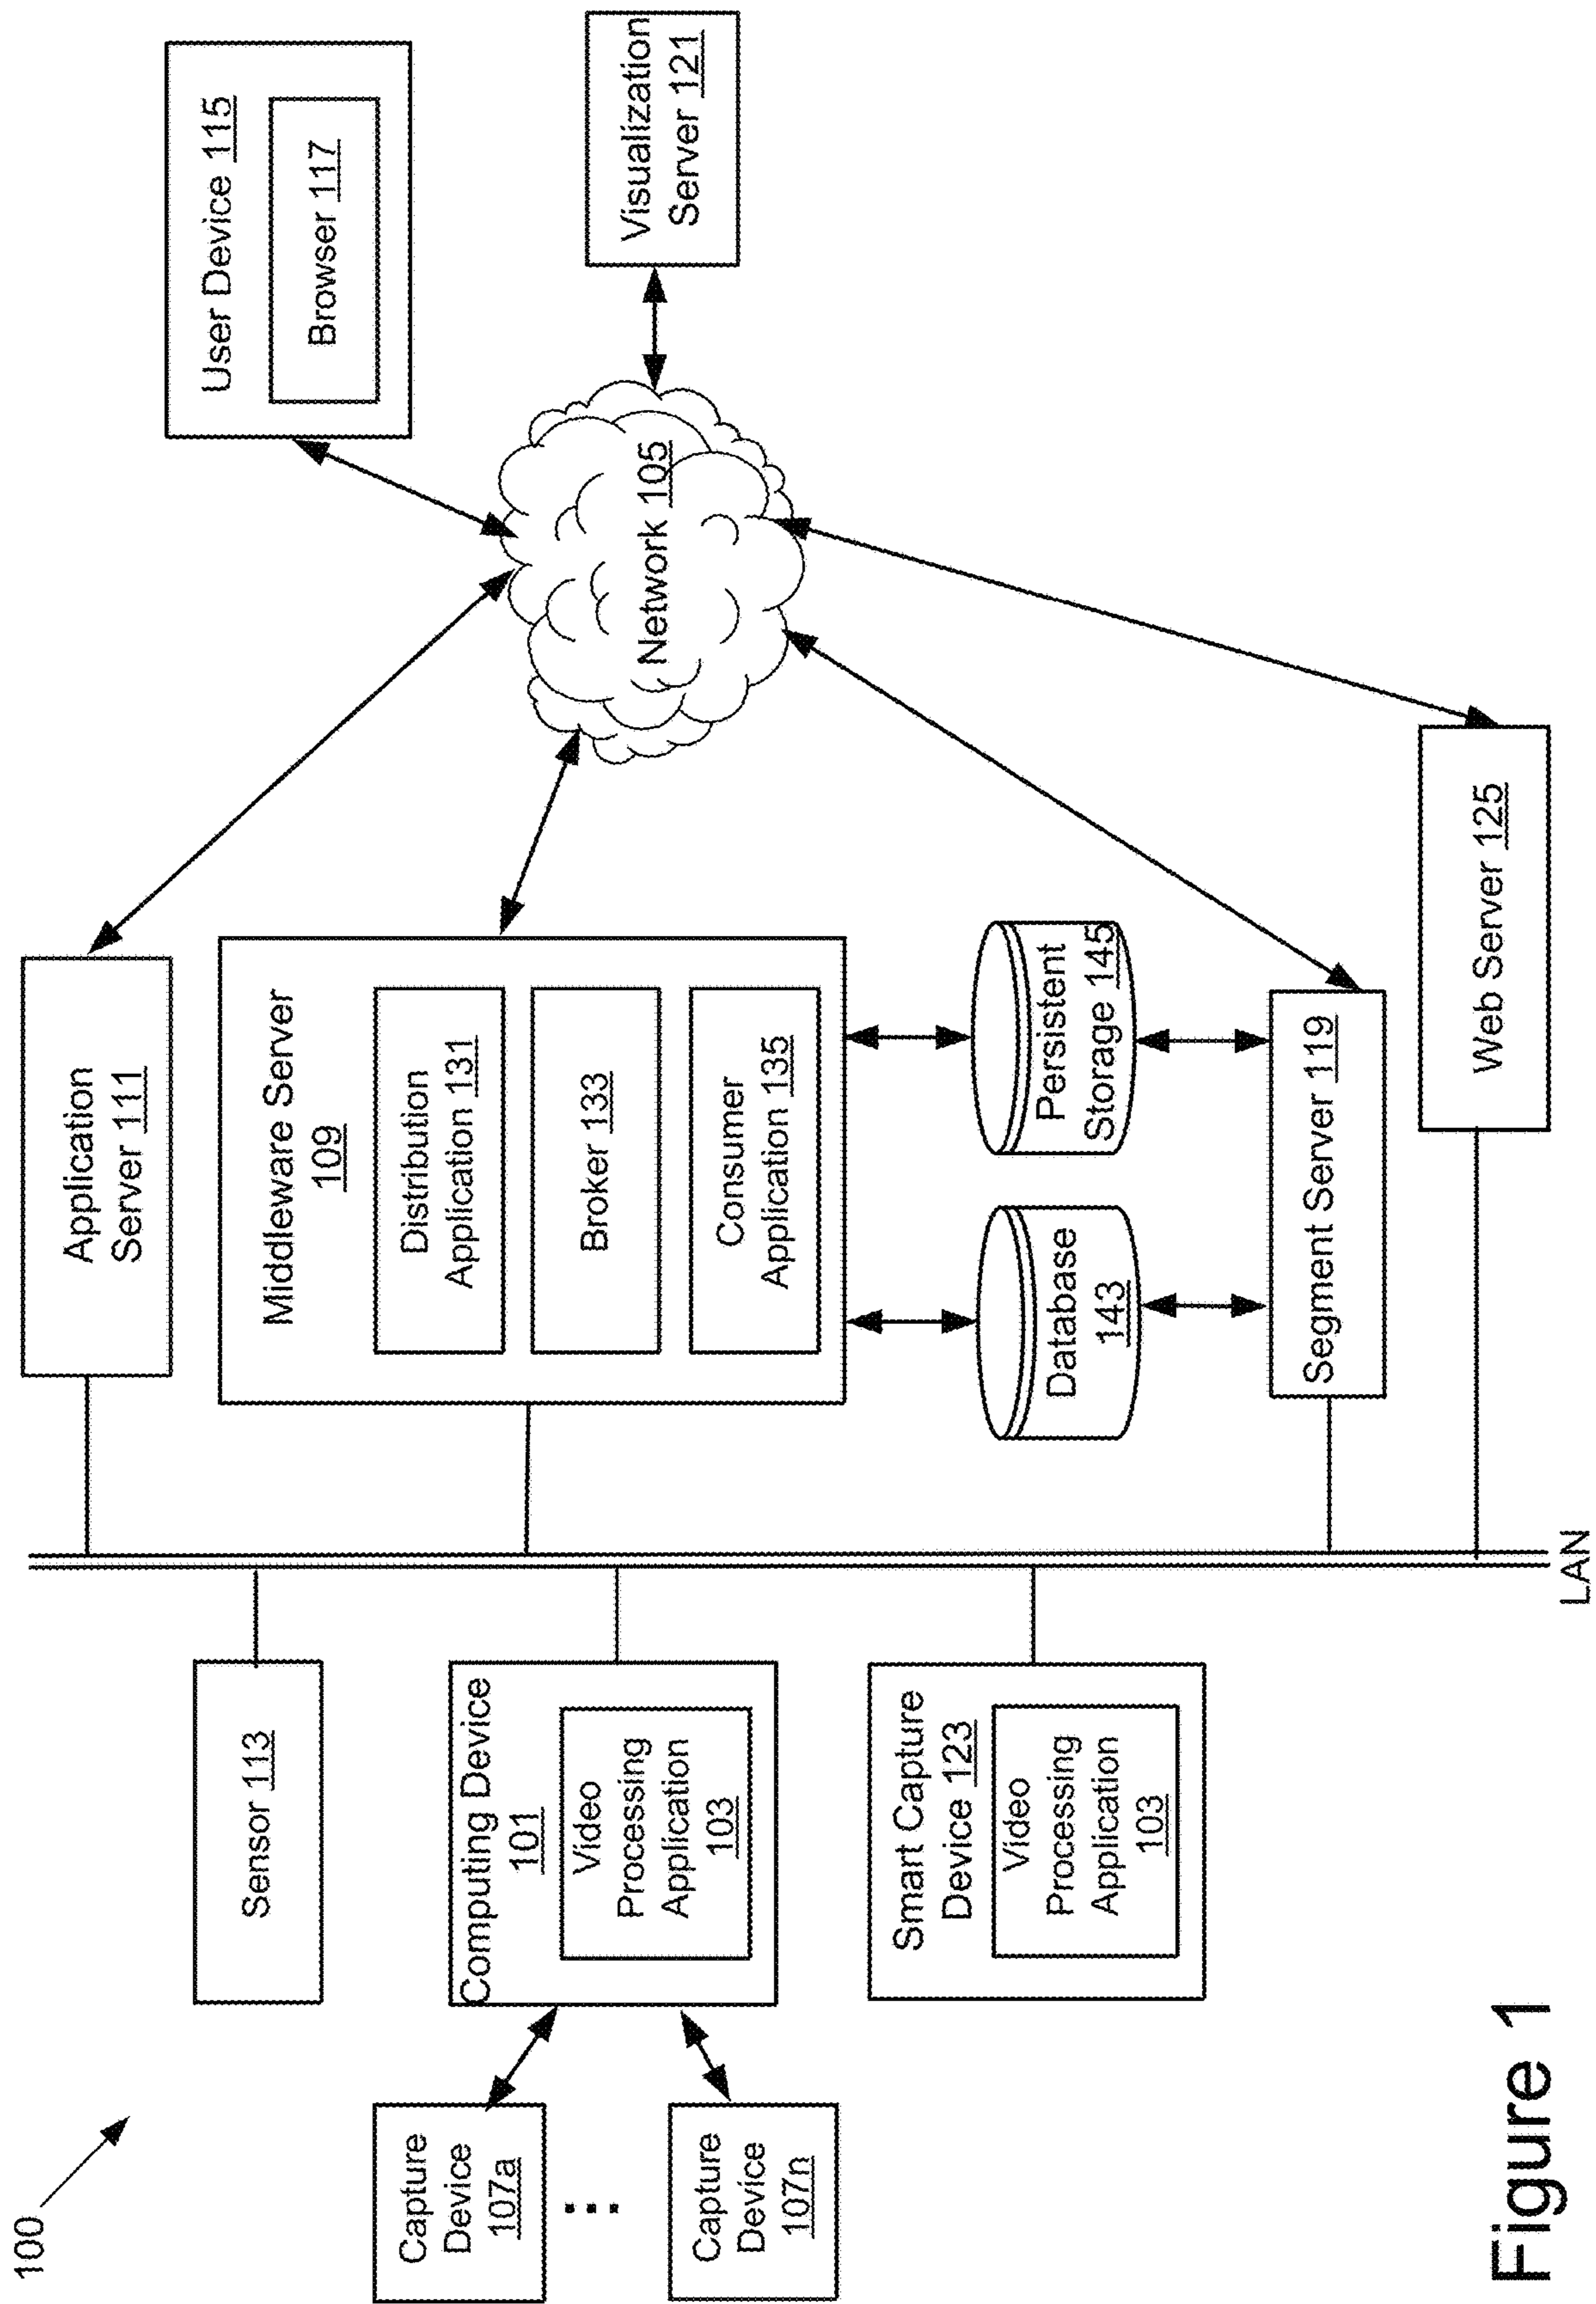 100
Capture
Device
107a
Capture
Device
107n
Sensor 113
Computing Device
101
Video
Processing
Application
103
Smart Capture
Device 123
Video
Processing
Application
103
LAN
Application
Server 111
Middleware Server
109
Distribution
Application 131
Broker 133
Consumer
Application 135
Database
143
Persistent
Storage 145
Segment Server 119
Web Server 125
Network 105
User Device 115
Browser 117
Visualization
Server 121
Figure 1